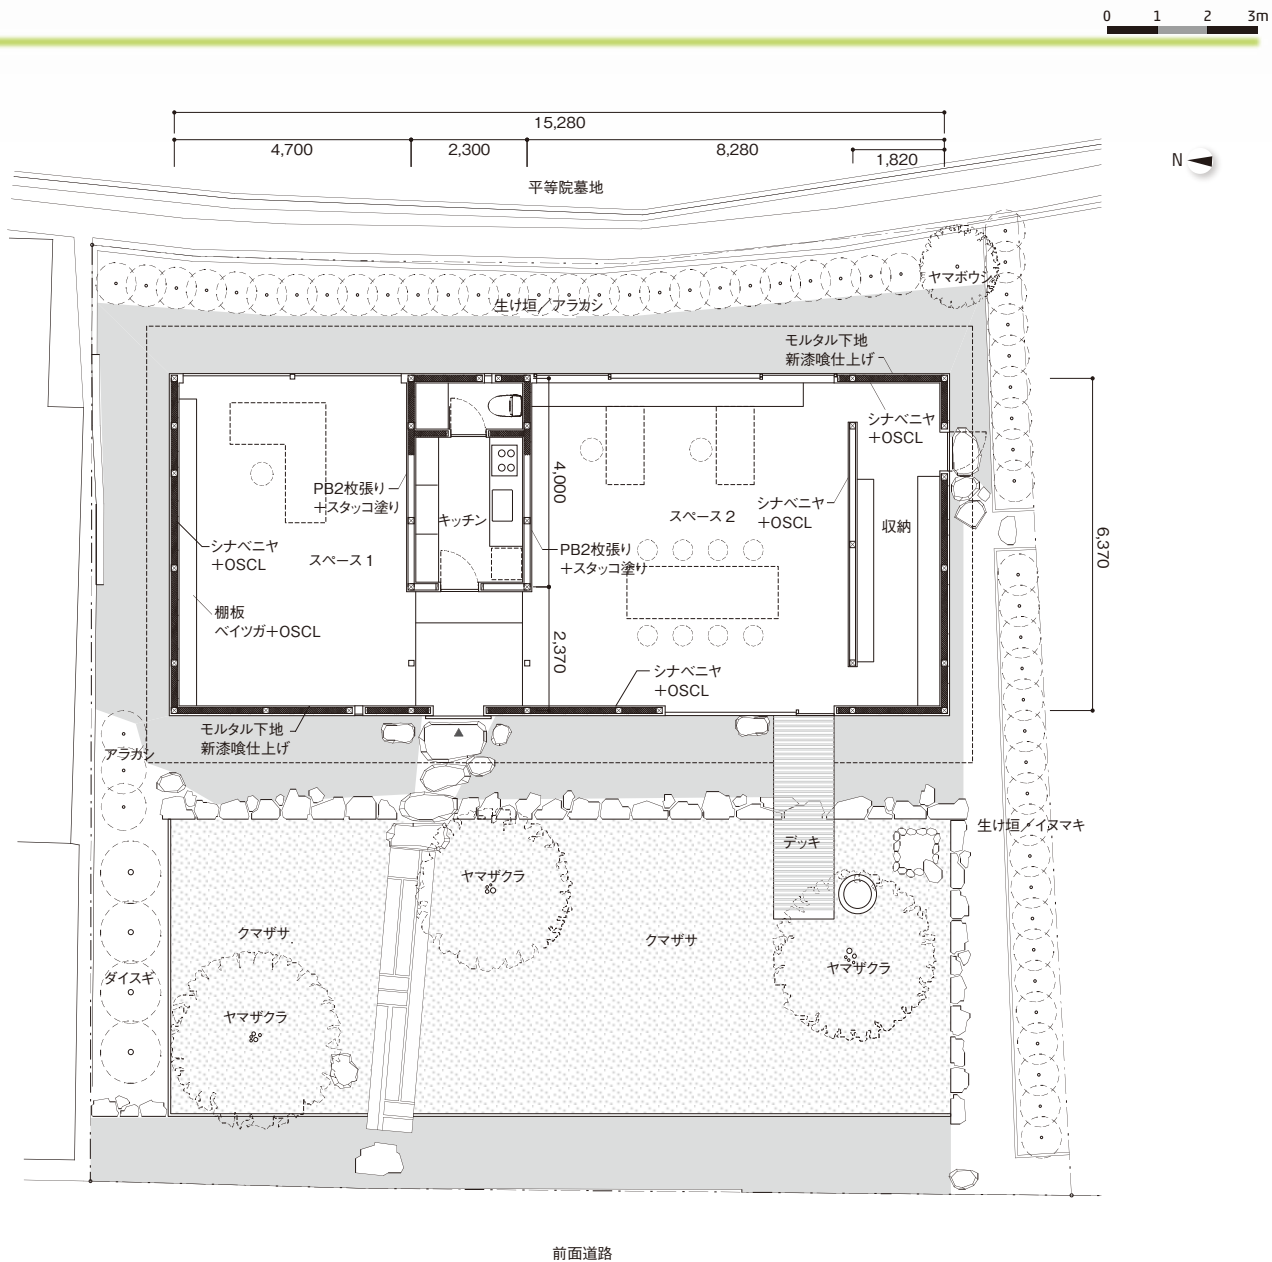 0 1 2 3m
15,280
4,700 2,300 8,280
1,820
N
平等院墓地
ヤマボウシ
生け垣／アラカシ
モルタル下地
新漆喰仕上げ
シナベニヤ
＋OSCL
PB2枚張り
＋スタッコ塗り
4,000
シナベニヤ
＋OSCL
スペース2
収納
キッチン
シナベニヤ
＋OSCL
スペース1
PB2枚張り
＋スタッコ塗り
6,370
棚板
ベイツガ＋OSCL
2,370
シナベニヤ
＋OSCL
モルタル下地
新漆喰仕上げ
アラカシ
生け垣／イヌマキ
デッキ
ヤマザクラ
クマザサ
クマザサ
ヤマザクラ
ダイスギ
ヤマザクラ
前面道路